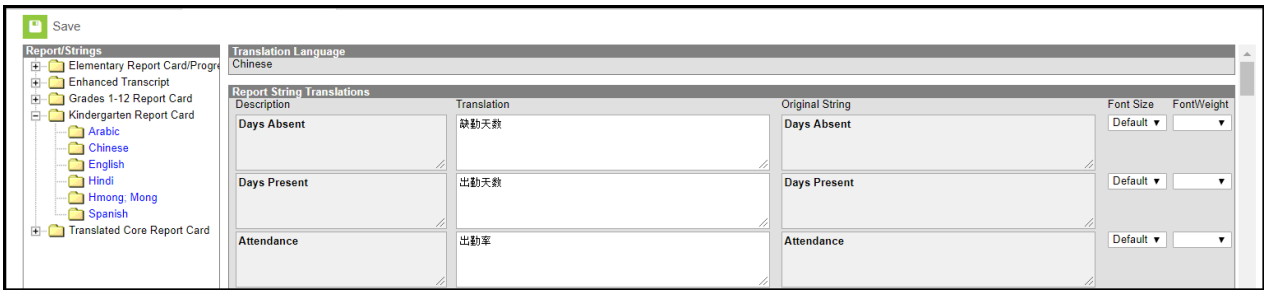 Save
Report/Strings
Elementary Report Card/Progre
Enhanced Transcript
Grades 1-12 Report Card
Kindergarten Report Card
Arabic
Chinese
English
Hindi
Hmong; Mong
Spanish
Translated Core Report Card
Translation Language
Chinese
Report String Translations
Description Translation Original String Font Size FontWeight
Days Absent 缺勤天数 Days Absent Default
Days Present 出勤天数 Days Present Default
Attendance 出勤率 Attendance Default